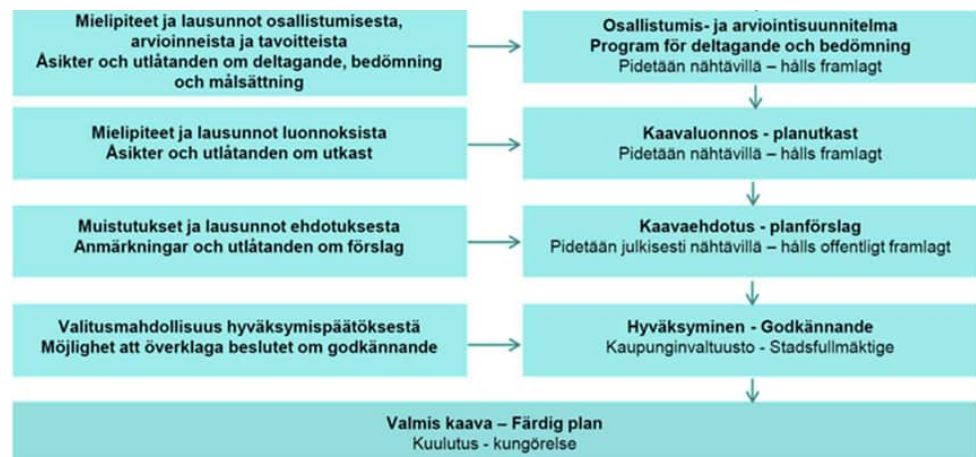 Mielipiteet ja lausunnot osallistumisesta,
arvioinneista ja tavoitteista
Åsikter och utlåtanden om deltagande, bedömning
och målsättning
Osallistumis- ja arviointisuunnitelma
Program för deltagande och bedömning
Pidetään nähtävillä – hålls framlagt
Mielipiteet ja lausunnot luonnoksista
Åsikter och utlåtanden om utkast
Kaavaluonnos - planutkast
Pidetään nähtävillä – hålls framlagt
Muistutukset ja lausunnot ehdotuksesta
Anmärkningar och utlåtanden om förslag
Kaavaehdotus - planförslag
Pidetään julkisesti nähtävillä – hålls offentligt framlagt
Valitusmahdollisuus hyväksymispäätöksestä
Möjlighet att överklaga beslutet om godkännande
Hyväksyminen - Godkännande
Kaupunginvaltuusto - Stadsfullmäktige
Valmis kaava – Färdig plan
Kuulutus - kungörelse